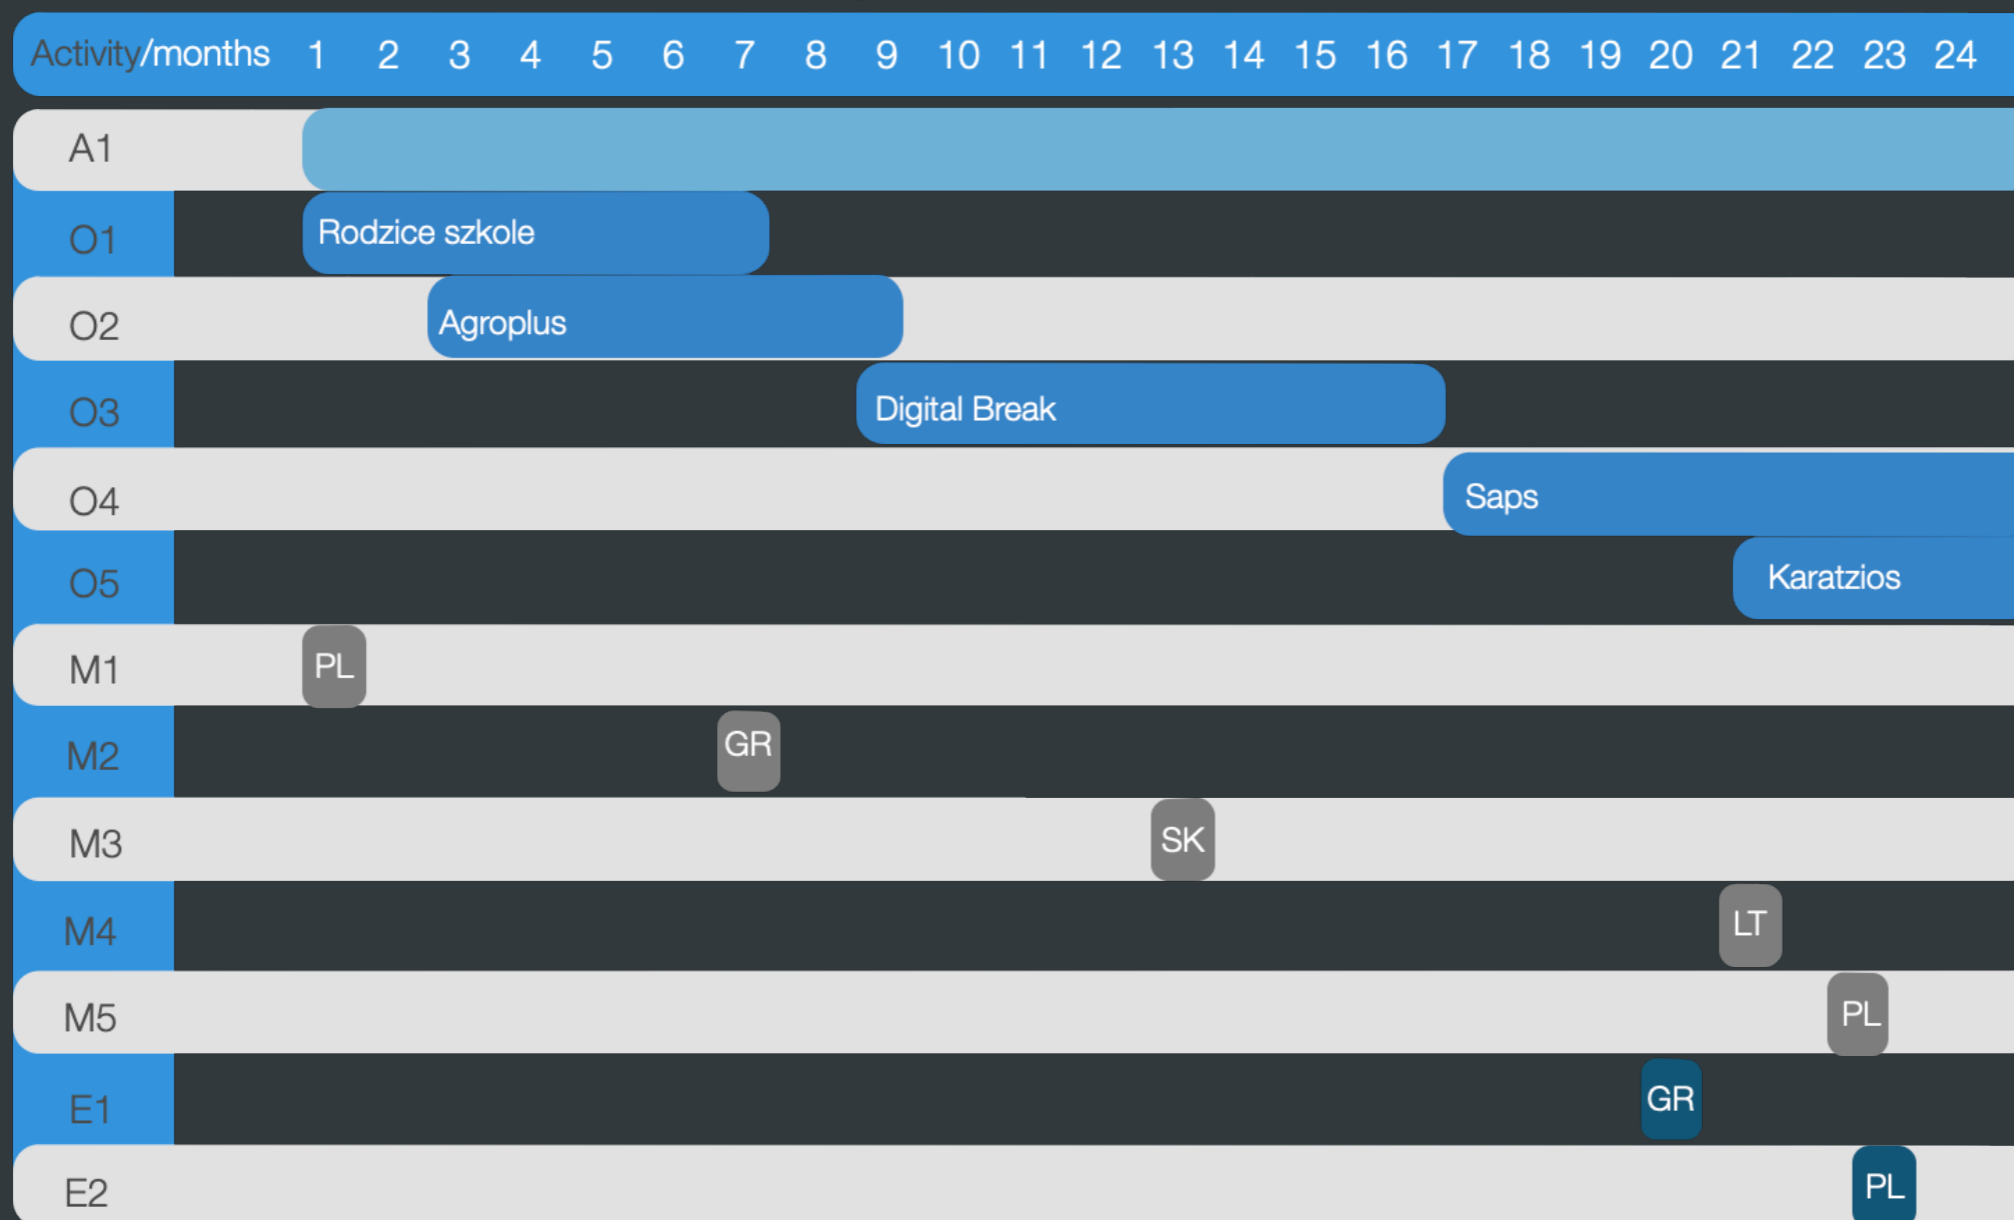 Activity/months 1 2 3 4 5 6 7 8 9 10 11 12 13 14 15 16 17 18 19 20 21 22 23 24
A1
O1 Rodzice szkole
O2 Agroplus
O3 Digital Break
O4 Saps
O5 Karatzios
M1 PL
M2 GR
M3 SK
M4 LT
M5 PL
E1 GR
E2 PL